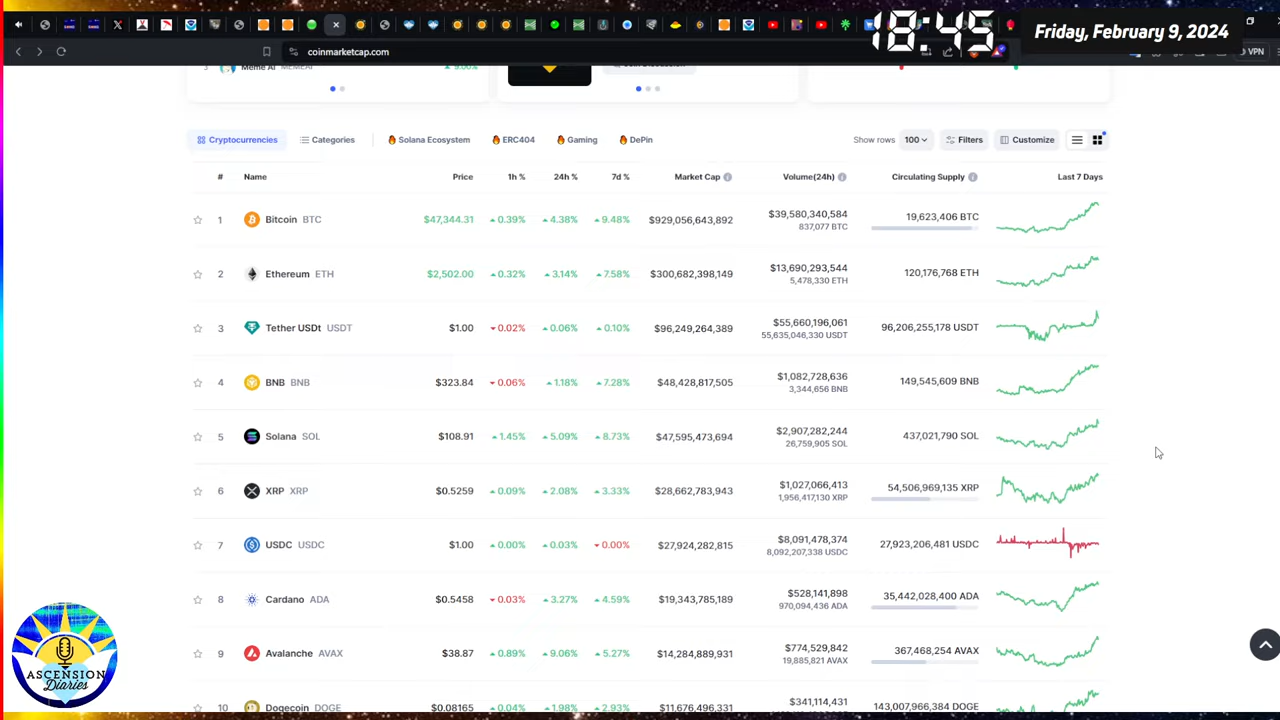 18:45
Friday, February 9, 2024
coinmarketcap.com
VPN
Meme AI MEMEAI
9.00%
Cryptocurrencies Categories Solana Ecosystem ERC404 Gaming DePin Show rows 100 Filters Customize
# Name Price 1h % 24h % 7d % Market Cap Volume(24h) Circulating Supply Last 7 Days
1 Bitcoin BTC $47,344.31 0.39% 4.38% 9.48% $929,056,643,892 $39,580,340,584 19,623,406 BTC
837,077 BTC
2 Ethereum ETH $2,502.00 0.32% 3.14% 7.58% $300,682,398,149 $13,690,293,544 120,176,768 ETH
5,478,330 ETH
3 Tether USDt USDT $1.00 0.02% 0.06% 0.10% $96,249,264,389 $55,660,196,061 96,206,255,178 USDT
55,635,046,330 USDT
4 BNB BNB $323.84 0.06% 1.18% 7.28% $48,428,817,505 $1,082,728,636 149,545,609 BNB
3,344,656 BNB
5 Solana SOL $108.91 1.45% 5.09% 8.73% $47,595,473,694 $2,907,282,244 437,021,790 SOL
26,759,905 SOL
6 XRP XRP $0.5259 0.09% 2.08% 3.33% $28,662,783,943 $1,027,066,413 54,506,969,135 XRP
1,956,417,130 XRP
7 USDC USDC $1.00 0.00% 0.03% 0.00% $27,924,282,815 $8,091,478,374 27,923,206,481 USDC
8,092,207,338 USDC
8 Cardano ADA $0.5458 0.03% 3.27% 4.59% $19,343,785,189 $528,141,898 35,442,028,400 ADA
970,094,436 ADA
9 Avalanche AVAX $38.87 0.89% 9.06% 5.27% $14,284,889,931 $774,529,842 367,468,254 AVAX
19,885,821 AVAX
10 Dogecoin DOGE $0.08165 0.04% 1.98% 2.93% $11,676,496,331 $341,114,431 143,007,966,384 DOGE
ASCENSION
Diaries